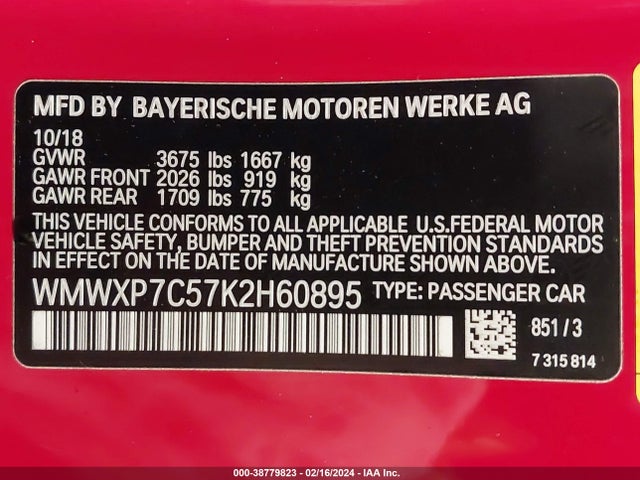 MFD BY BAYERISCHE MOTOREN WERKE AG
10/18
GVWR 3675 lbs 1667 kg
GAWR FRONT 2026 lbs 919 kg
GAWR REAR 1709 lbs 775 kg
THIS VEHICLE CONFORMS TO ALL APPLICABLE U.S.FEDERAL MOTOR
VEHICLE SAFETY, BUMPER AND THEFT PREVENTION STANDARDS
IN EFFECT ON THE DATE OF MANUFACTURE SHOWN ABOVE.
WMWXP7C57K2H60895 TYPE: PASSENGER CAR
851/3
7 315 814
000-38779823 - 02/16/2024 - IAA Inc.